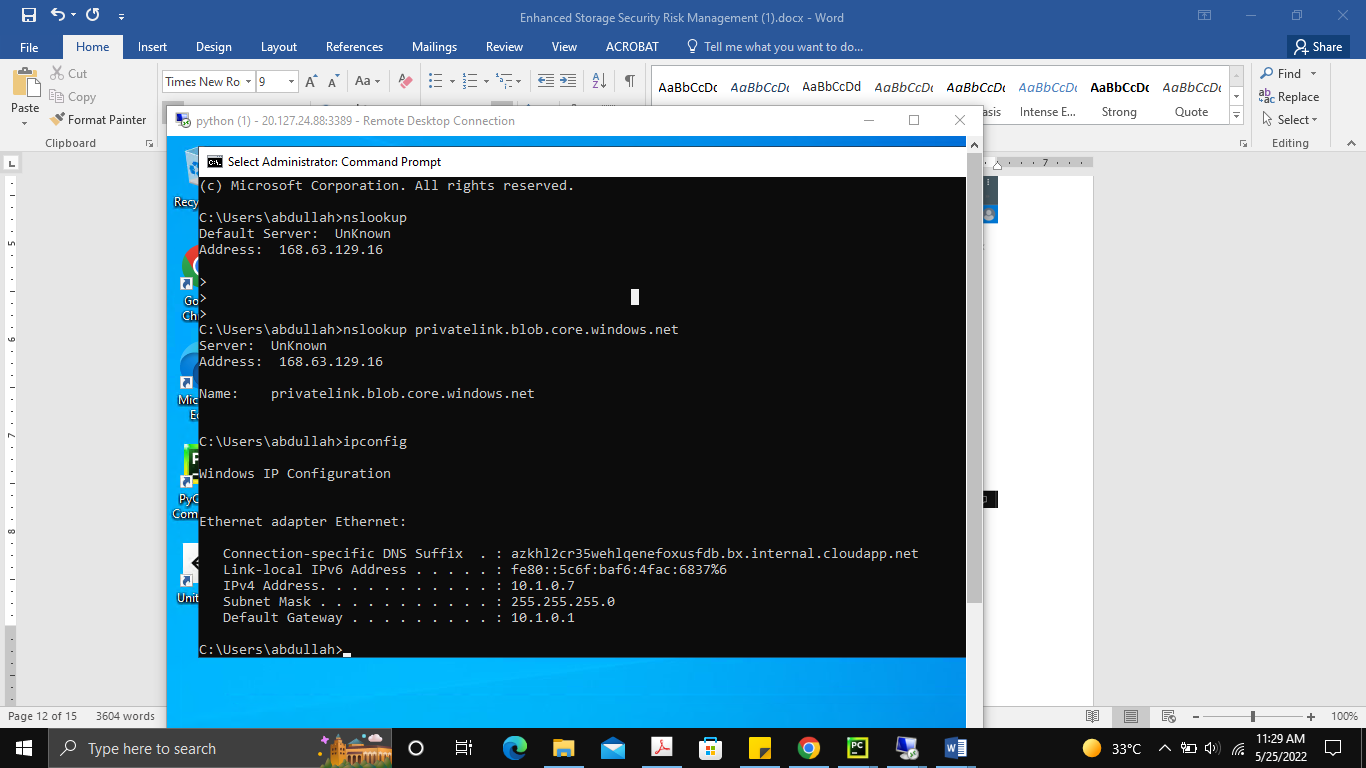 Enhanced Storage Security Risk Management (1).docx - Word
File Home Insert Design Layout References Mailings Review View ACROBAT Tell me what you want to do... Share
Cut
Copy
Format Painter
Paste
Clipboard
Times New Ro 9
AaBbCcDc AaBbCcDc AaBbCcDd AaBbCcDc AaBbCcDc AaBbCcDc AaBbCcDc AaBbCcDc
Intense E... Strong Quote
Find
Replace
Select
Editing
python (1) - 20.127.24.88:3389 - Remote Desktop Connection
Select Administrator: Command Prompt
(c) Microsoft Corporation. All rights reserved.
C:\Users\abdullah>nslookup
Default Server: UnKnown
Address: 168.63.129.16
>
>
>
C:\Users\abdullah>nslookup privatelink.blob.core.windows.net
Server: UnKnown
Address: 168.63.129.16
Name: privatelink.blob.core.windows.net
C:\Users\abdullah>ipconfig
Windows IP Configuration
Ethernet adapter Ethernet:
Connection-specific DNS Suffix . : azkhl2cr35wehlqenefoxusfdb.bx.internal.cloudapp.net
Link-local IPv6 Address . . . . . : fe80::5c6f:baf6:4fac:6837%6
IPv4 Address. . . . . . . . . . . : 10.1.0.7
Subnet Mask . . . . . . . . . . . : 255.255.255.0
Default Gateway . . . . . . . . . : 10.1.0.1
C:\Users\abdullah>
Page 12 of 15 3604 words 100%
Type here to search
33°C
11:29 AM
5/25/2022